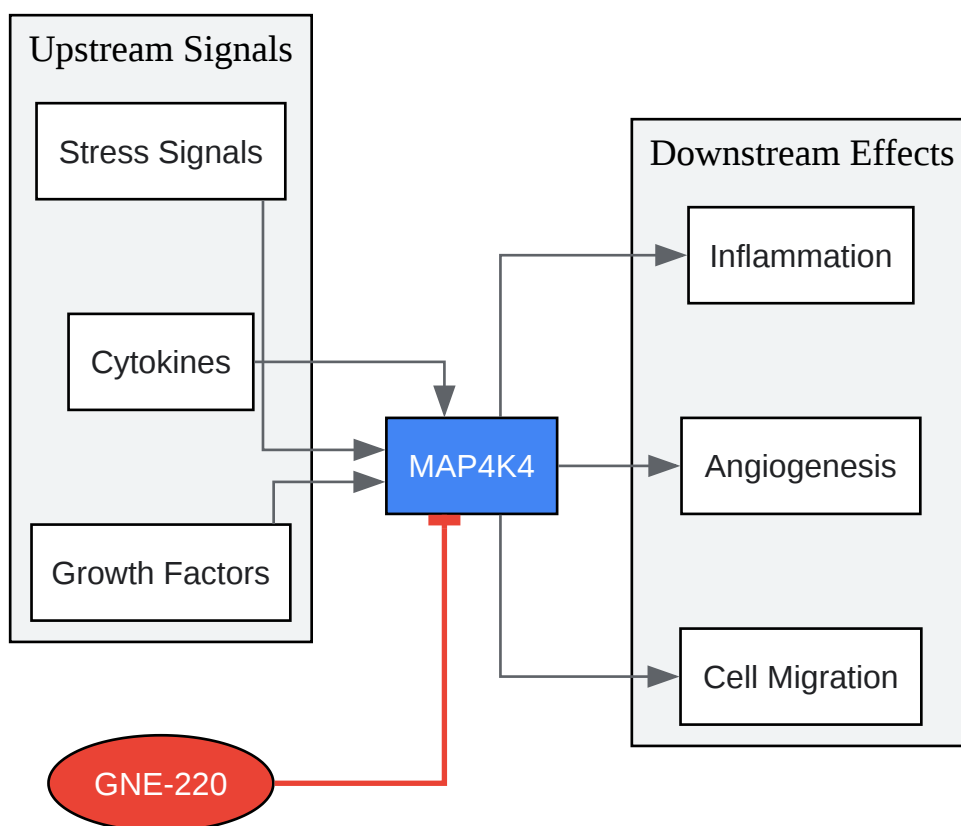 Upstream Signals
Stress Signals
Cytokines
Growth Factors
MAP4K4
GNE-220
Downstream Effects
Inflammation
Angiogenesis
Cell Migration